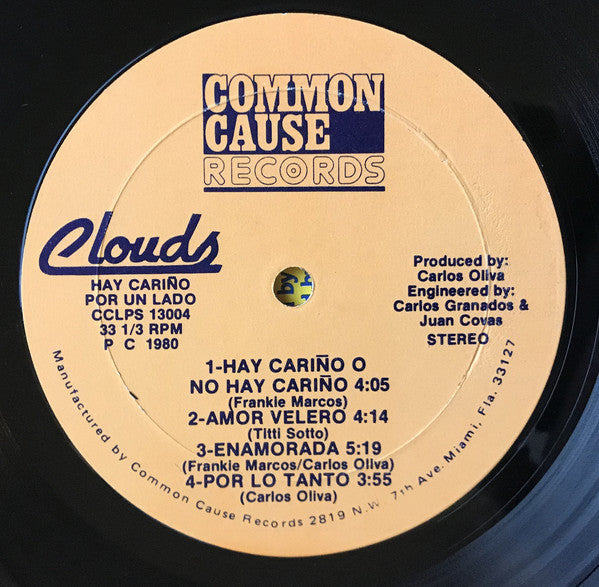 COMMON
CAUSE
RECORDS
Clouds
HAY CARIÑO
POR UN LADO
CCLPS 13004
33 1/3 RPM
P C 1980
Produced by:
Carlos Oliva
Engineered by:
Carlos Granados &
Juan Covas
STEREO
1-HAY CARIÑO O
NO HAY CARIÑO 4:05
(Frankie Marcos)
2-AMOR VELERO 4:14
(Titti Sotto)
3-ENAMORADA 5:19
(Frankie Marcos/Carlos Oliva)
4-POR LO TANTO 3:55
(Carlos Oliva)
Manufactured by Common Cause Records 2819 N.W. 7th Ave. Miami, Fla. 33127
by